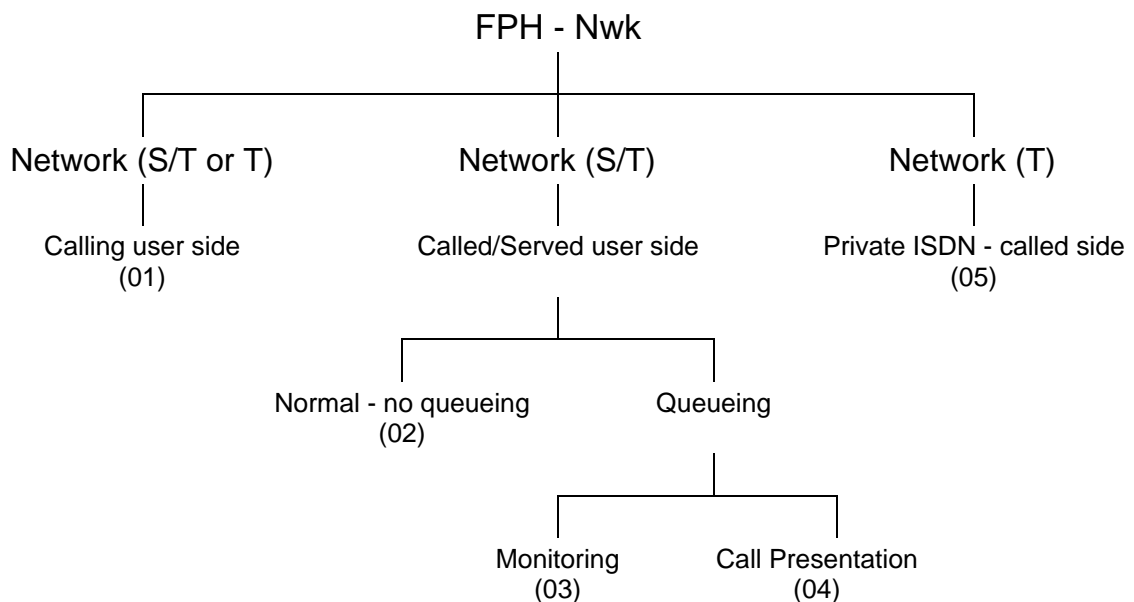 FPH - Nwk
Network (S/T or T)
Network (S/T)
Network (T)
Calling user side
(01)
Called/Served user side
Private ISDN - called side
(05)
Normal - no queueing
(02)
Queueing
Monitoring
(03)
Call Presentation
(04)